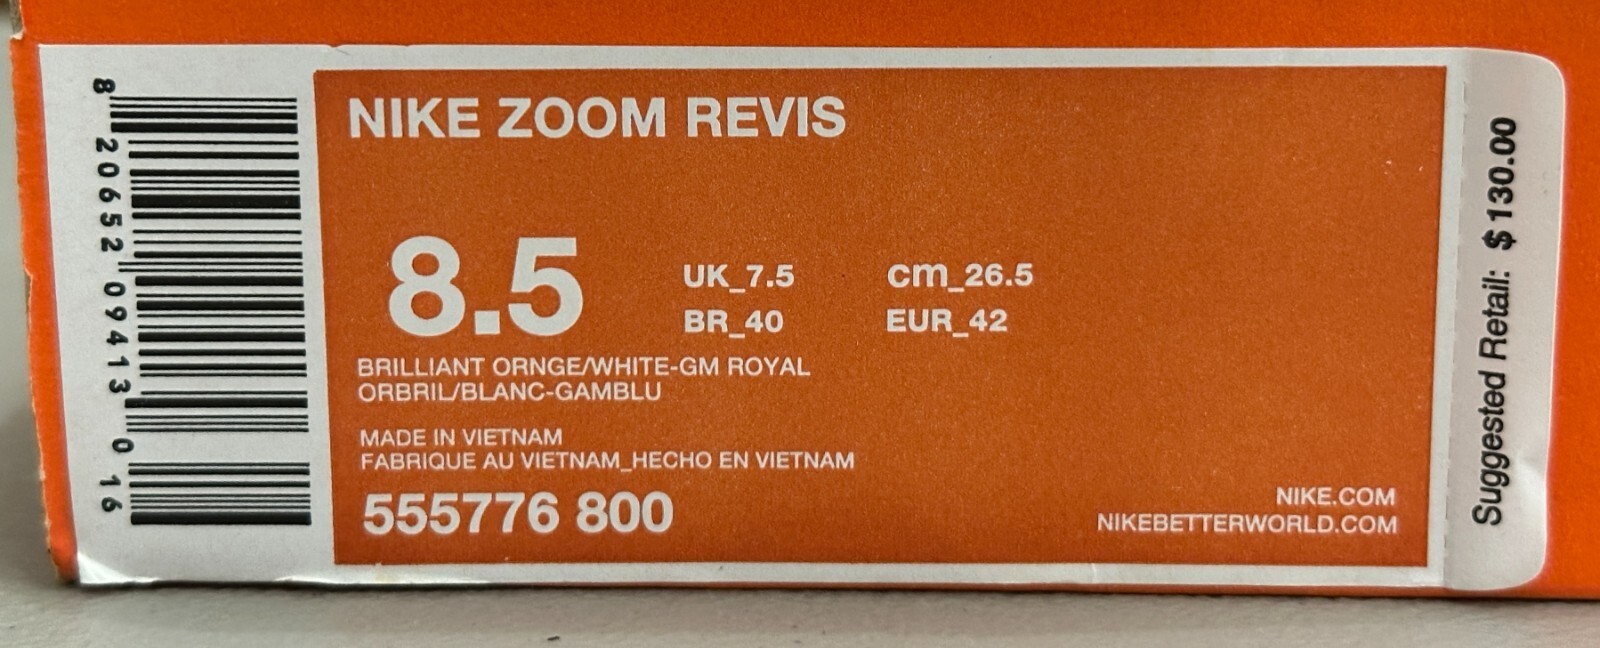 NIKE ZOOM REVIS
8.5
UK_7.5
cm_26.5
BR_40
EUR_42
BRILLIANT ORNGE/WHITE-GM ROYAL
ORBRIL/BLANC-GAMBLU
MADE IN VIETNAM
FABRIQUE AU VIETNAM_HECHO EN VIETNAM
555776 800
NIKE.COM
NIKEBETTERWORLD.COM
8 20652 09413 0 16
Suggested Retail: $130.00